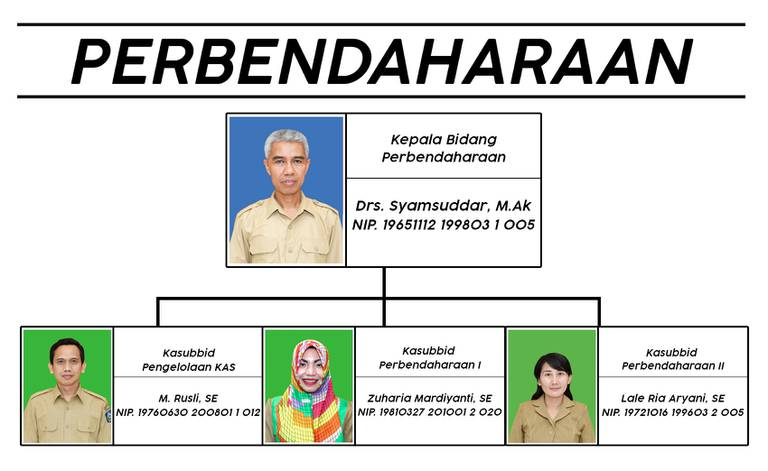 PERBENDAHARAAN
Kepala Bidang
Perbendaharaan
Drs. Syamsuddar, M.Ak
NIP. 19651112 199803 1 005
Kasubbid
Pengelolaan KAS
M. Rusli, SE
NIP. 19760630 200801 1 012
Kasubbid
Perbendaharaan I
Zuharia Mardiyanti, SE
NIP. 19810327 201001 2 020
Kasubbid
Perbendaharaan II
Lale Ria Aryani, SE
NIP. 19721016 199603 2 005